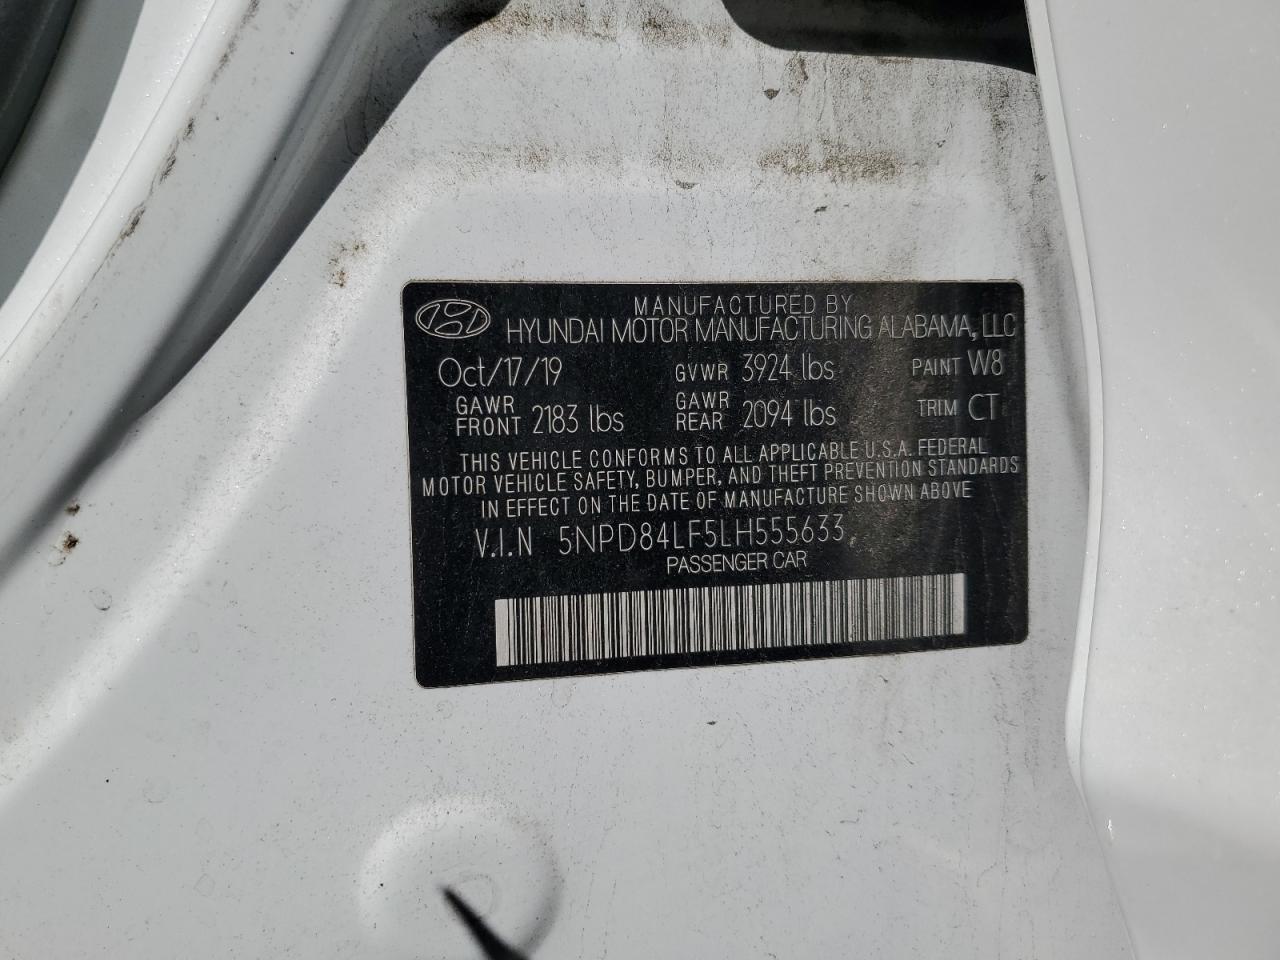 MANUFACTURED BY
HYUNDAI MOTOR MANUFACTURING ALABAMA, LLC
Oct/17/19 GVWR 3924 lbs PAINT W8
GAWR FRONT 2183 lbs GAWR REAR 2094 lbs TRIM CT
THIS VEHICLE CONFORMS TO ALL APPLICABLE U.S.A. FEDERAL
MOTOR VEHICLE SAFETY, BUMPER, AND THEFT PREVENTION STANDARDS
IN EFFECT ON THE DATE OF MANUFACTURE SHOWN ABOVE
V.I.N 5NPD84LF5LH555633
PASSENGER CAR